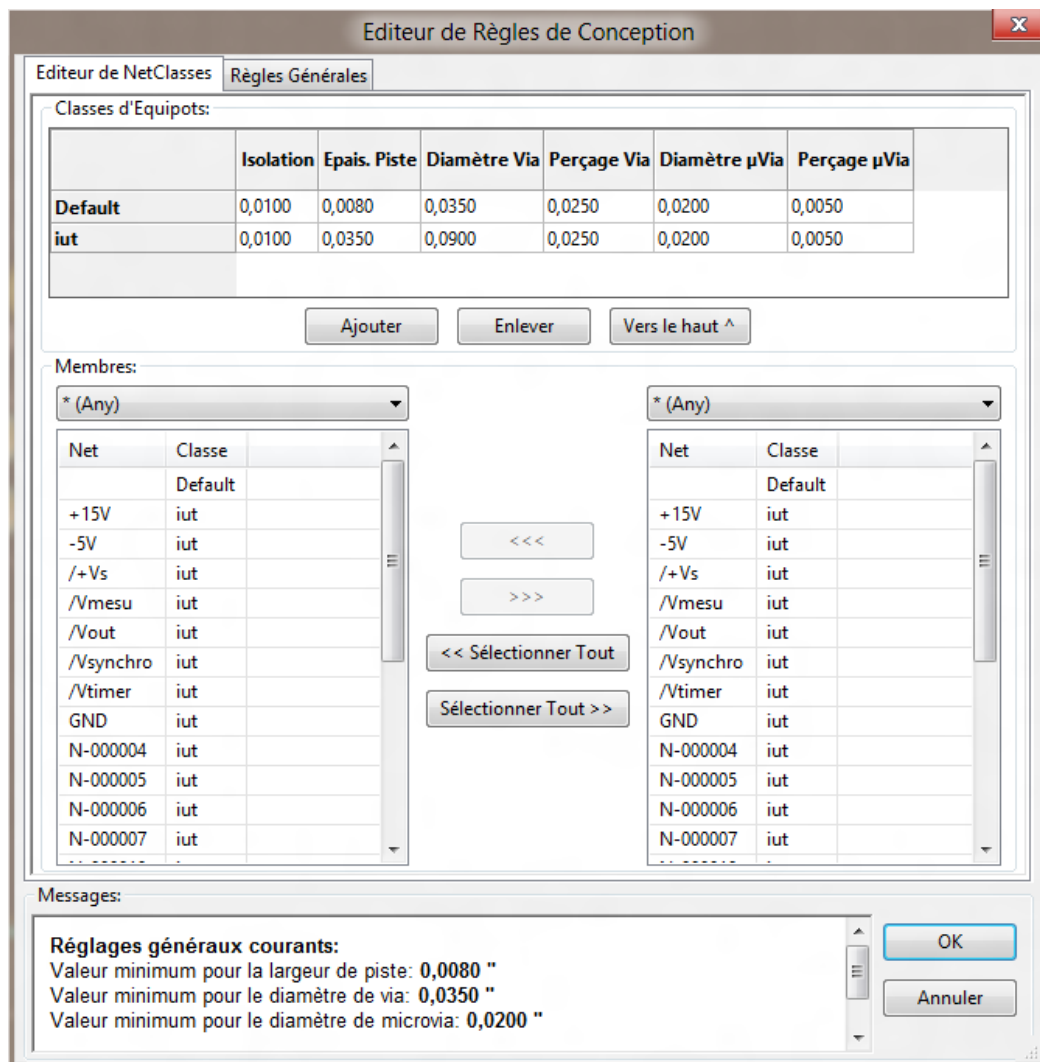 Editeur de Règles de Conception
x
Editeur de NetClasses Règles Générales
Classes d'Equipots:
Isolation Epais. Piste Diamètre Via Perçage Via Diamètre µVia Perçage µVia
Default 0,0100 0,0080 0,0350 0,0250 0,0200 0,0050
iut 0,0100 0,0350 0,0900 0,0250 0,0200 0,0050
Ajouter Enlever Vers le haut ^
Membres:
* (Any) * (Any)
Net Classe Net Classe
Default Default
+15V iut +15V iut
-5V iut <<< -5V iut
/+Vs iut /+Vs iut
/Vmesu iut >>> /Vmesu iut
/Vout iut /Vout iut
/Vsynchro iut << Sélectionner Tout /Vsynchro iut
/Vtimer iut /Vtimer iut
GND iut Sélectionner Tout >> GND iut
N-000004 iut N-000004 iut
N-000005 iut N-000005 iut
N-000006 iut N-000006 iut
N-000007 iut N-000007 iut
Messages:
Réglages généraux courants:
Valeur minimum pour la largeur de piste: 0,0080 "
Valeur minimum pour le diamètre de via: 0,0350 "
Valeur minimum pour le diamètre de microvia: 0,0200 "
OK
Annuler